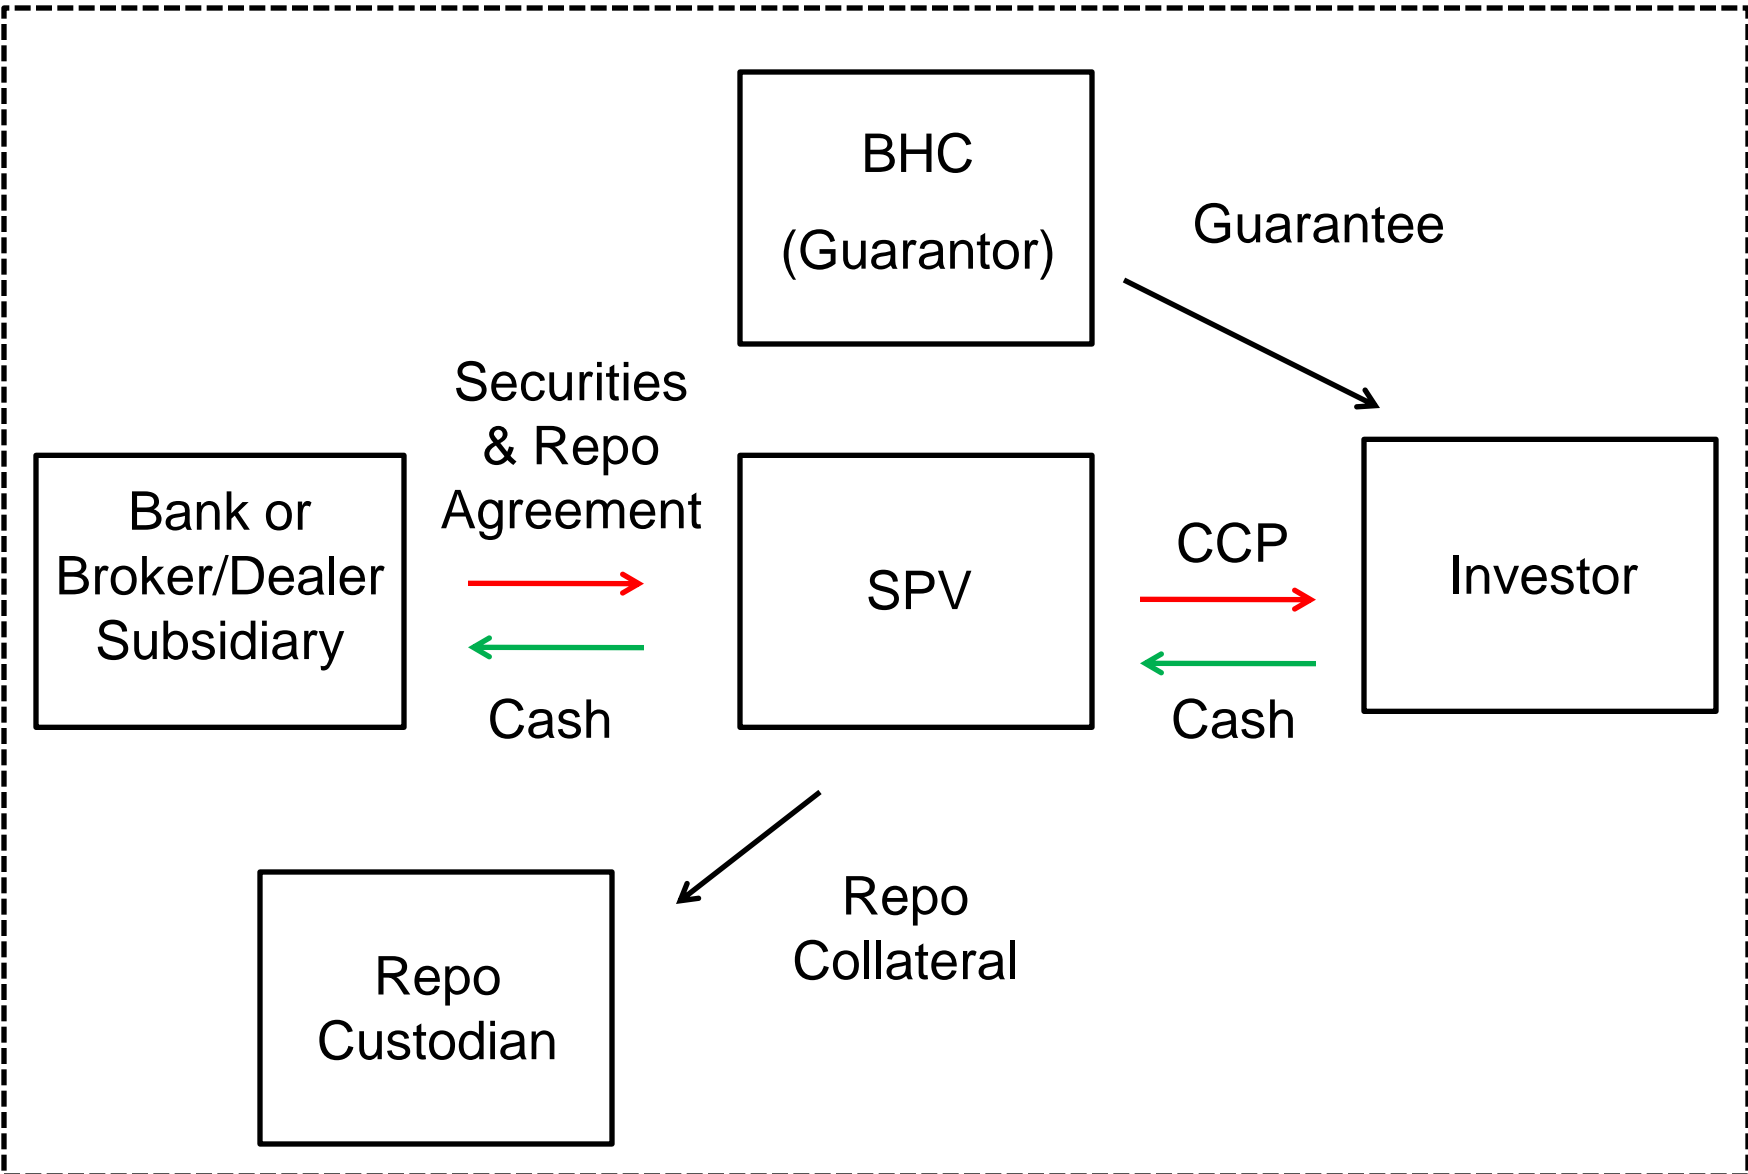 BHC
(Guarantor)
Guarantee
Securities
& Repo
Agreement
Bank or
Broker/Dealer
Subsidiary
Cash
SPV
CCP
Cash
Investor
Repo
Collateral
Repo
Custodian